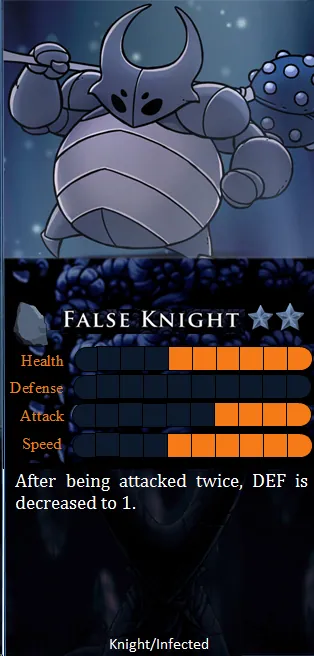 FALSE KNIGHT
Health
Defense
Attack
Speed
After being attacked twice, DEF is
decreased to 1.
Knight/Infected